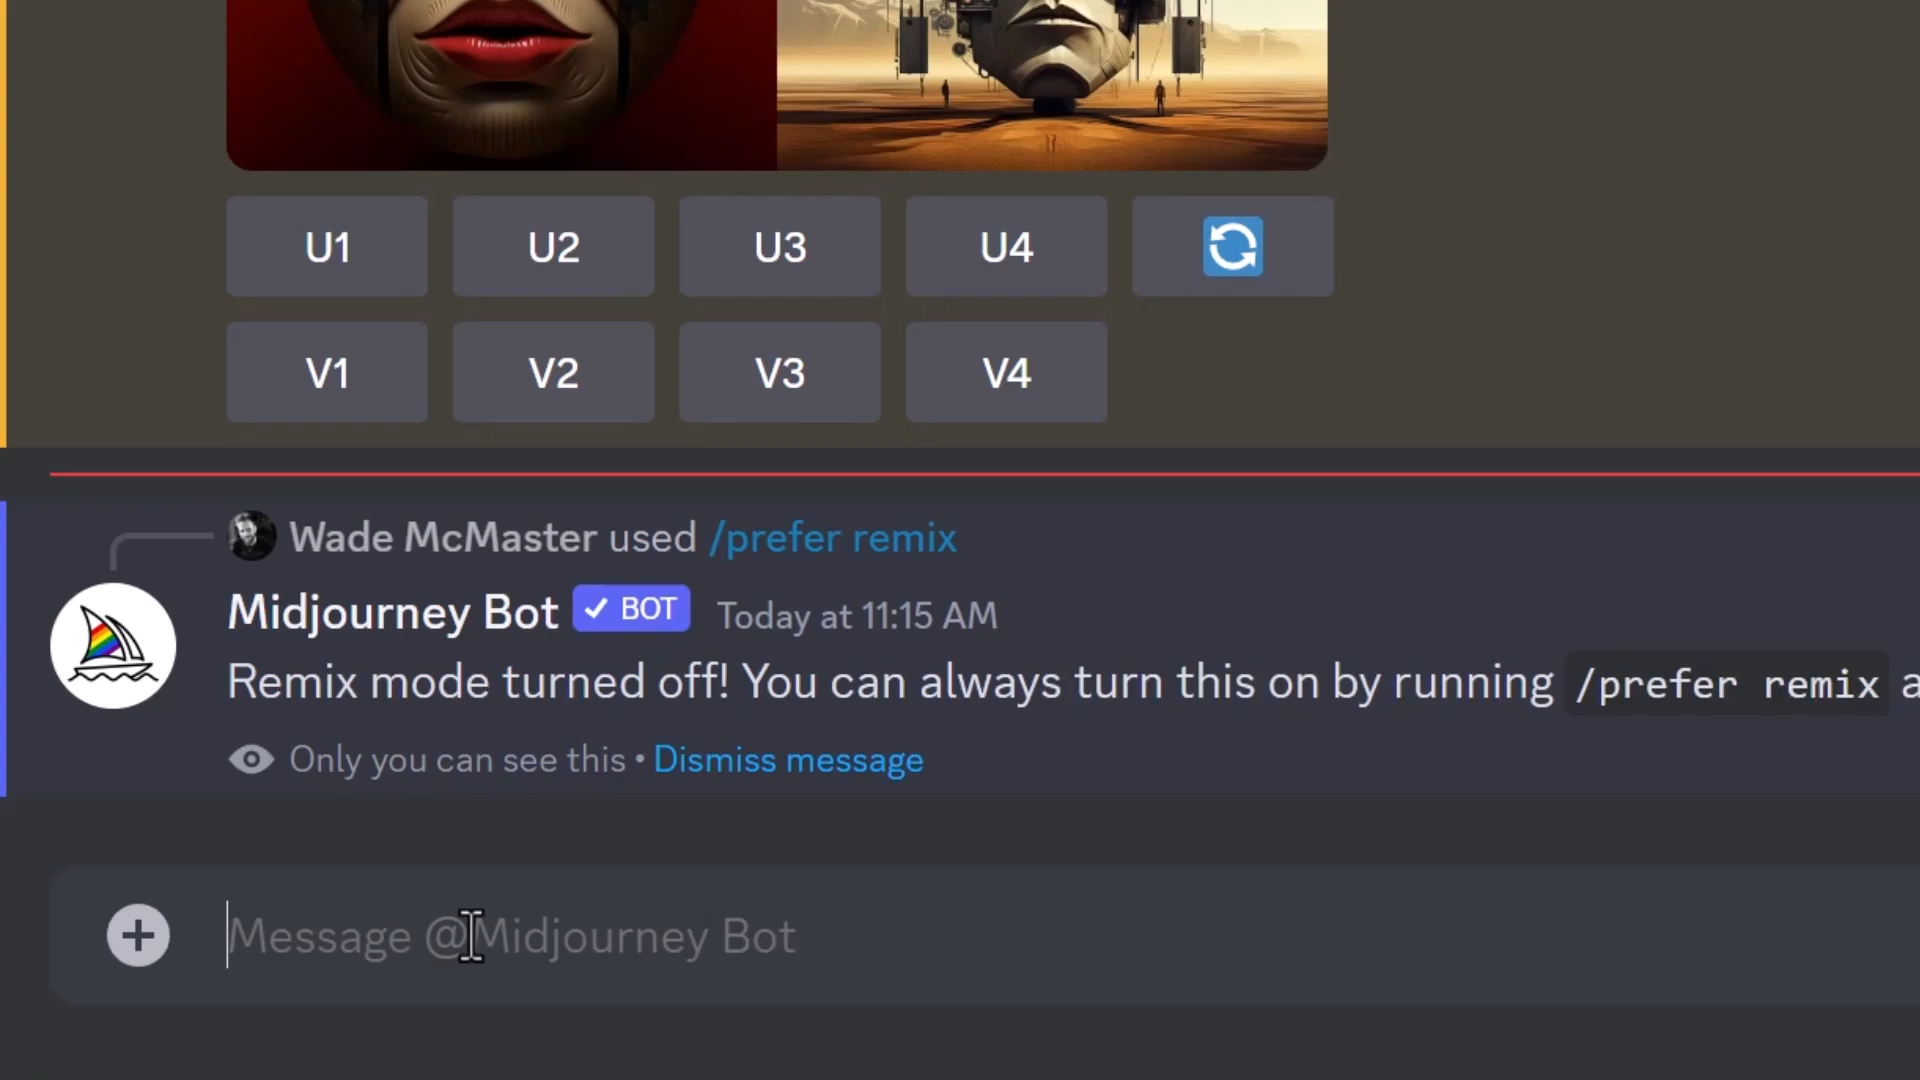 U1 U2 U3 U4
V1 V2 V3 V4
Wade McMaster used /prefer remix
Midjourney Bot BOT Today at 11:15 AM
Remix mode turned off! You can always turn this on by running /prefer remix a
Only you can see this • Dismiss message
Message @Midjourney Bot